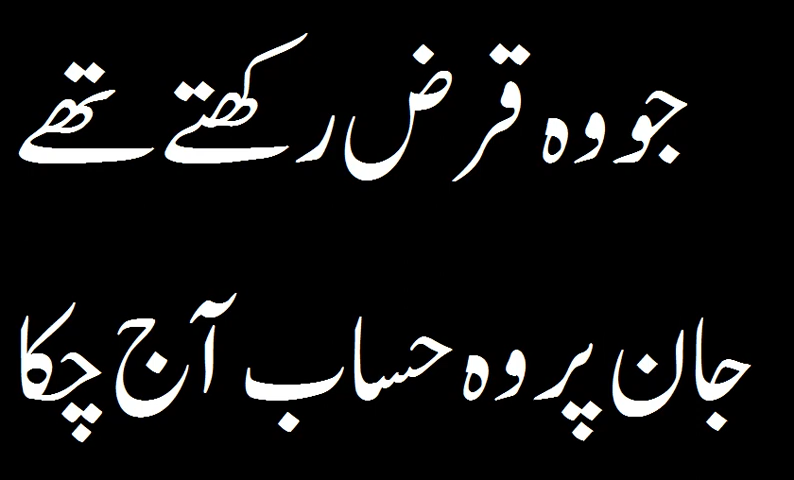 جو وہ قرض رکھتے تھے
جان پر وہ حساب آج چکا